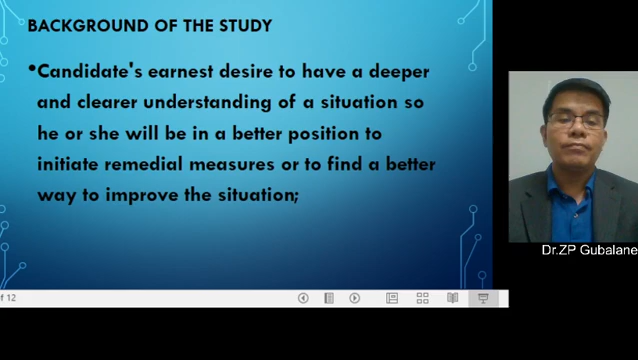 BACKGROUND OF THE STUDY
•Candidate's earnest desire to have a deeper
and clearer understanding of a situation so
he or she will be in a better position to
initiate remedial measures or to find a better
way to improve the situation;
Dr.ZP Gubalane
of 12